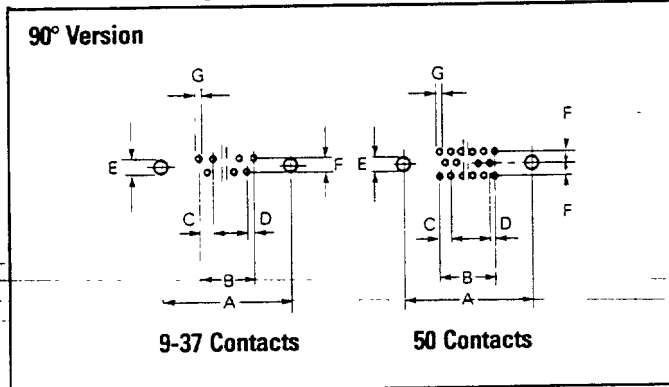 90° Version
G
G
F
E
F
E
C
D
C
D
F
B
B
A
A
9-37 Contacts
50 Contacts